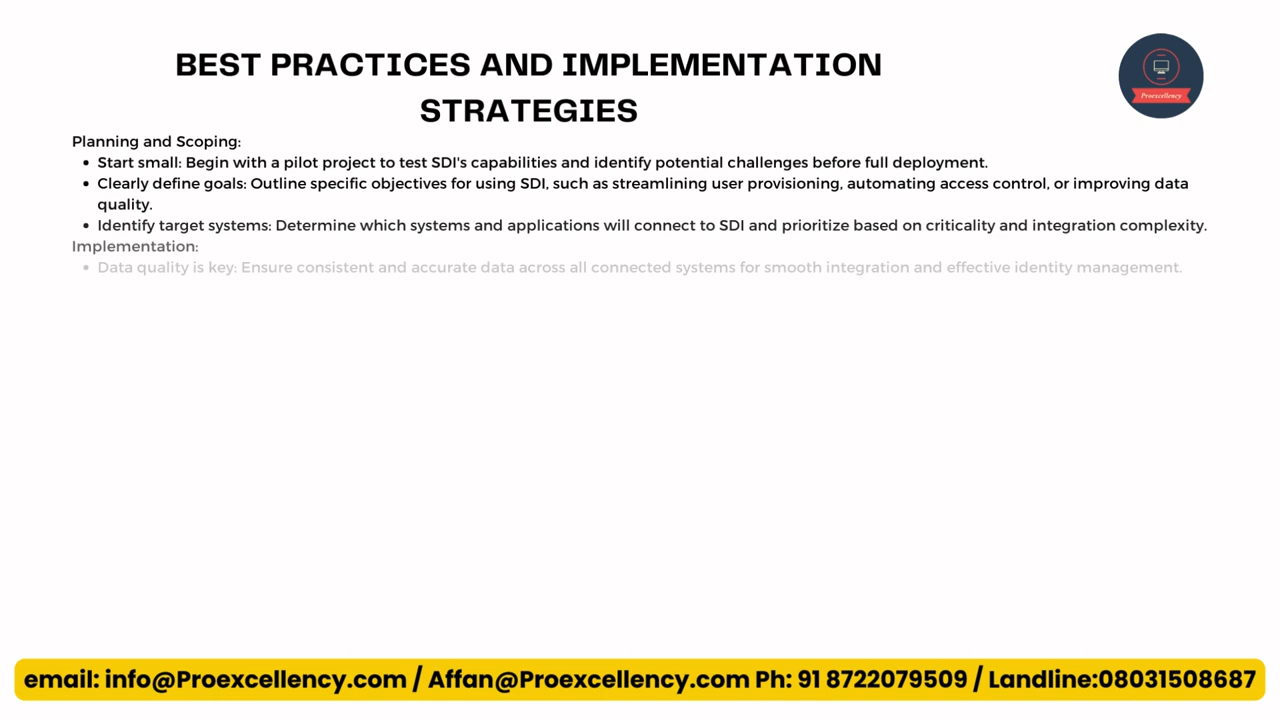 BEST PRACTICES AND IMPLEMENTATION
STRATEGIES
Proexcellency
Planning and Scoping:
• Start small: Begin with a pilot project to test SDI's capabilities and identify potential challenges before full deployment.
• Clearly define goals: Outline specific objectives for using SDI, such as streamlining user provisioning, automating access control, or improving data
quality.
• Identify target systems: Determine which systems and applications will connect to SDI and prioritize based on criticality and integration complexity.
Implementation:
• Data quality is key: Ensure consistent and accurate data across all connected systems for smooth integration and effective identity management.
email: info@Proexcellency.com / Affan@Proexcellency.com Ph: 91 8722079509 / Landline:08031508687